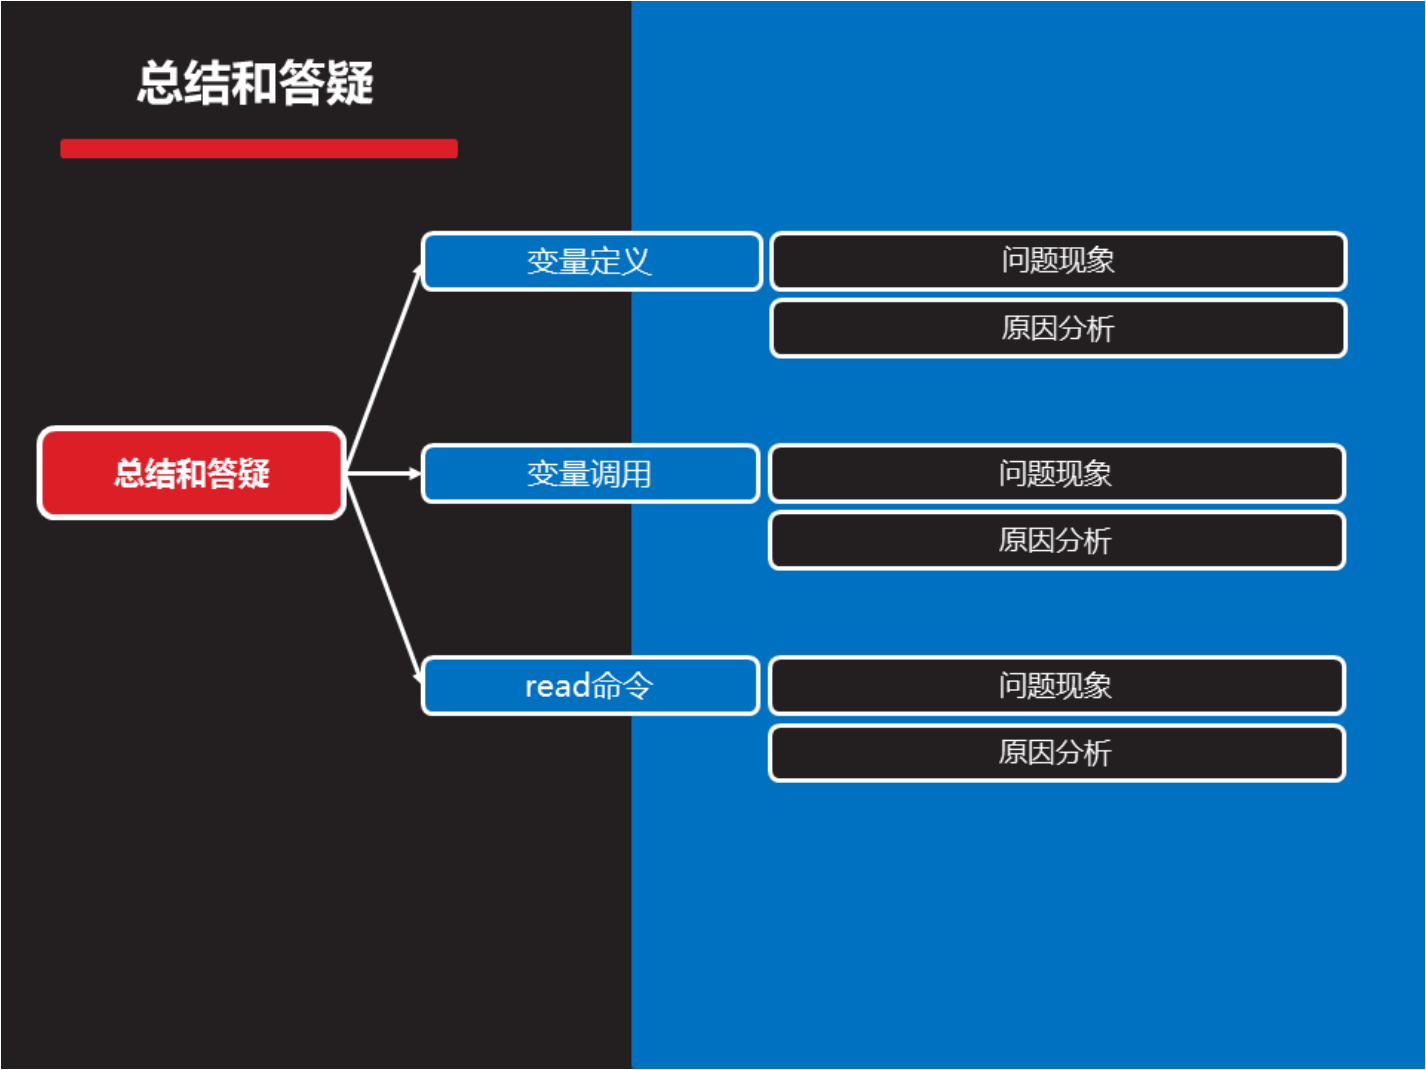 总结和答疑
变量定义
问题现象
原因分析
总结和答疑
变量调用
问题现象
原因分析
read命令
问题现象
原因分析